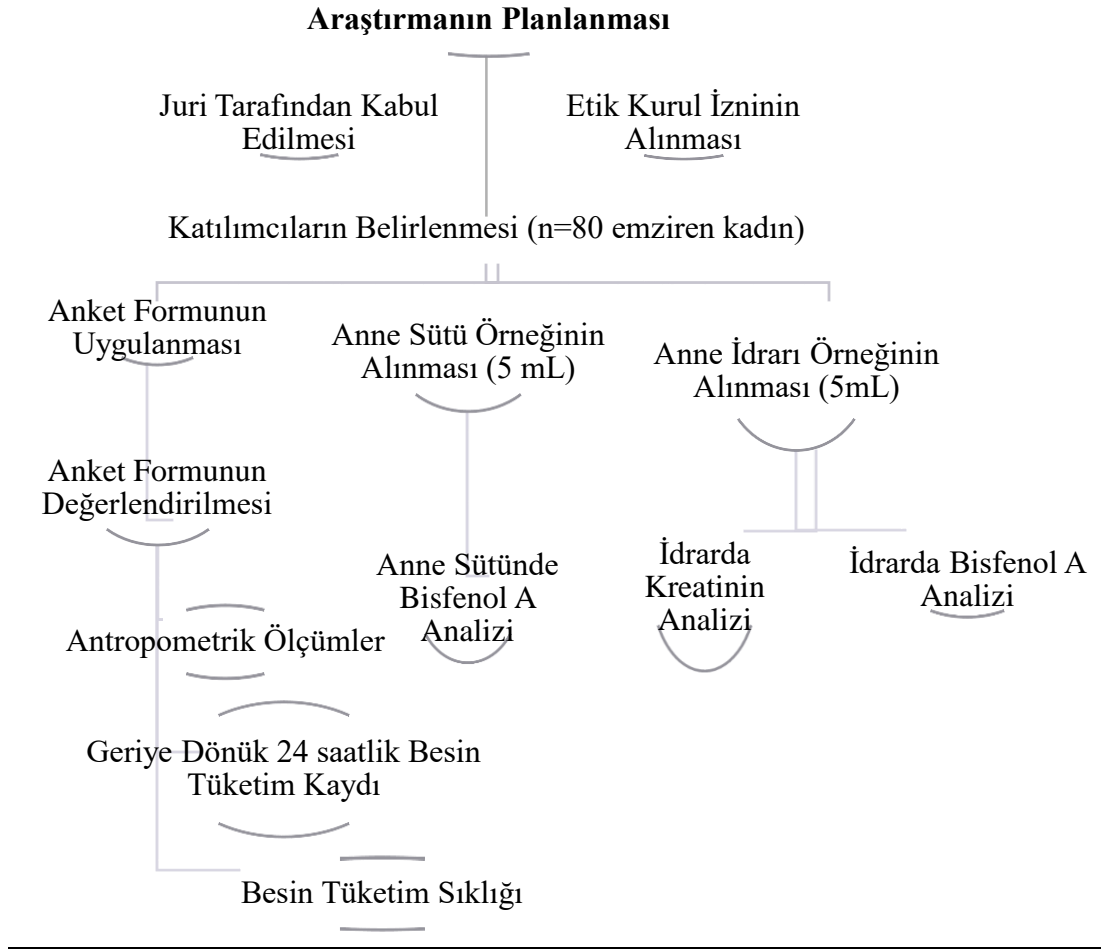 Araştırmanın Planlanması
Juri Tarafından Kabul
Edilmesi
Etik Kurul İzninin
Alınması
Katılımcıların Belirlenmesi (n=80 emziren kadın)
Anket Formunun
Uygulanması
Anne Sütü Örneğinin
Alınması (5 mL)
Anne İdrarı Örneğinin
Alınması (5mL)
Anket Formunun
Değerlendirilmesi
Anne Sütünde
Bisfenol A
Analizi
İdrarda
Kreatinin
Analizi
İdrarda Bisfenol A
Analizi
Antropometrik Ölçümler
Geriye Dönük 24 saatlik Besin
Tüketim Kaydı
Besin Tüketim Sıklığı